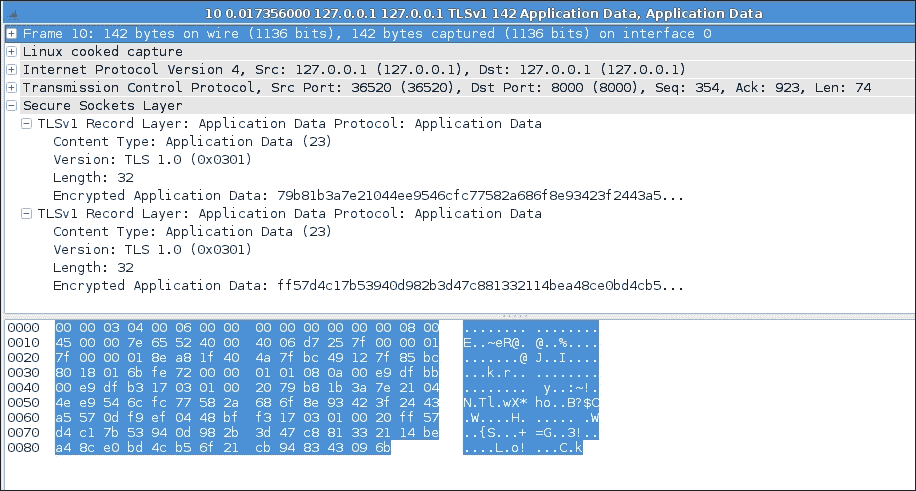 10 0.017356000 127.0.0.1 127.0.0.1 TLSv1 142 Application Data, Application Data
Frame 10: 142 bytes on wire (1136 bits), 142 bytes captured (1136 bits) on interface 0
Linux cooked capture
Internet Protocol Version 4, Src: 127.0.0.1 (127.0.0.1), Dst: 127.0.0.1 (127.0.0.1)
Transmission Control Protocol, Src Port: 36520 (36520), Dst Port: 8000 (8000), Seq: 354, Ack: 923, Len: 74
Secure Sockets Layer
TLSv1 Record Layer: Application Data Protocol: Application Data
Content Type: Application Data (23)
Version: TLS 1.0 (0x0301)
Length: 32
Encrypted Application Data: 79b81b3a7e21044ee9546cfc77582a686f8e93423f2443a5...
TLSv1 Record Layer: Application Data Protocol: Application Data
Content Type: Application Data (23)
Version: TLS 1.0 (0x0301)
Length: 32
Encrypted Application Data: ff57d4c17b53940d982b3d47c881332114bea48ce0bd4cb5...
0000 00 00 03 04 00 06 00 00 00 00 00 00 00 00 08 00 ........ ........
0010 45 00 00 7e 65 52 40 00 40 06 d7 25 7f 00 00 01 E..~eR@. @..%....
0020 7f 00 00 01 8e a8 1f 40 4a 7f bc 49 12 7f 85 bc .......@ J..I....
0030 80 18 01 6b fe 72 00 00 01 01 08 0a 00 e9 df bb ...k.r.. ........
0040 00 e9 df b3 17 03 01 00 20 79 b8 1b 3a 7e 21 04 ........ y..:~!.
0050 4e e9 54 6c fc 77 58 2a 68 6f 8e 93 42 3f 24 43 N.Tl.wX* ho..B?$C
0060 a5 57 0d f9 ef 04 48 bf f3 17 03 01 00 20 ff 57 .W....H. ..... .W
0070 d4 c1 7b 53 94 0d 98 2b 3d 47 c8 81 33 21 14 be ..{S...+ =G..3!..
0080 a4 8c e0 bd 4c b5 6f 21 cb 94 83 43 09 6b ....L.o! ...C.k